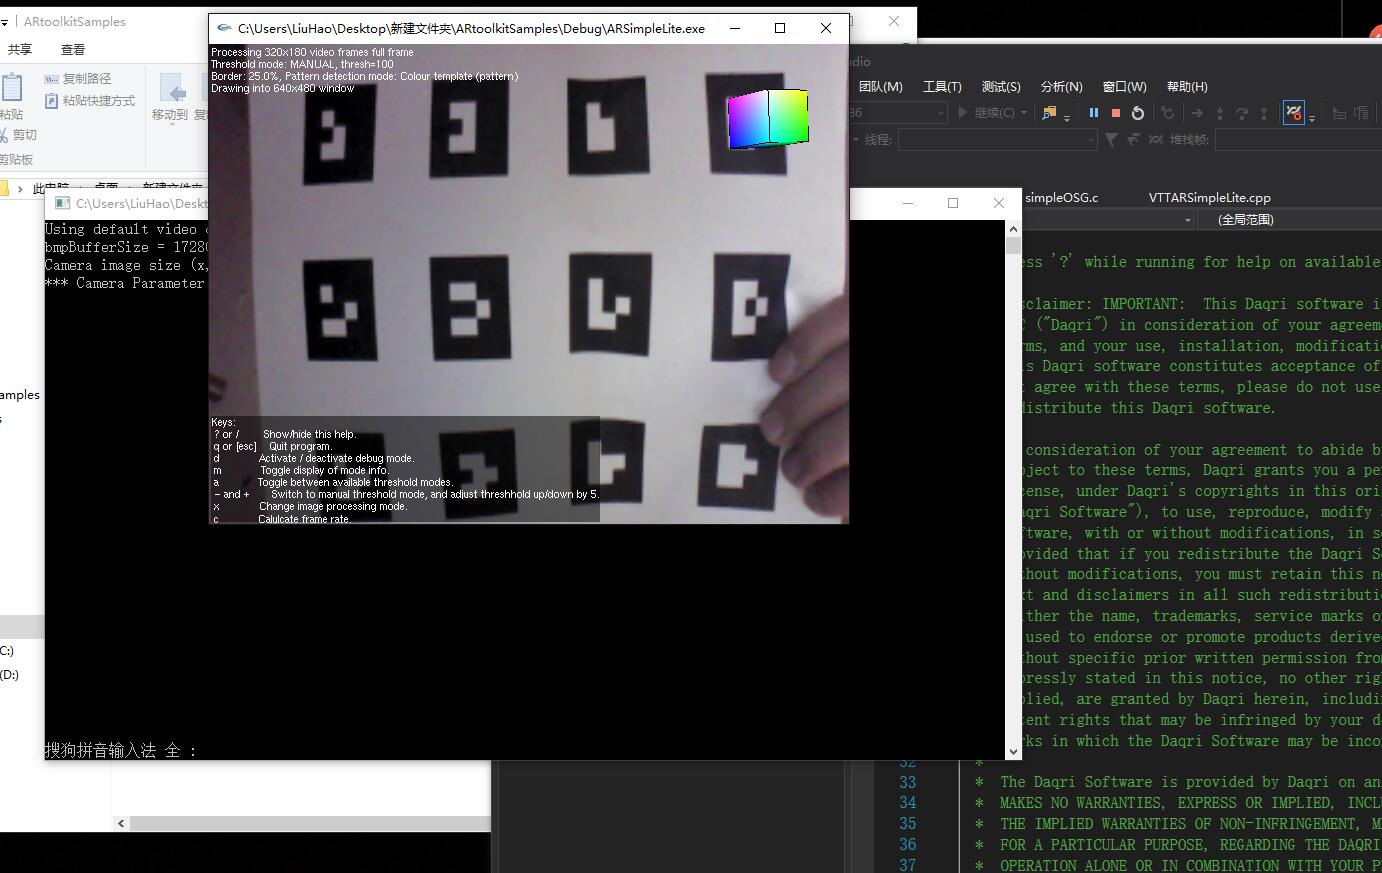 ARtoolkitSamples
共享 查看
粘贴
复制路径
粘贴快捷方式
剪切
剪贴板
移动到
C:\Users\LiuHao\Desktop\新建文件夹\ARtoolkitSamples\Debug\ARSimpleLite.exe
Processing 320x180 video frames full frame
Threshold mode: MANUAL, thresh=100
Border: 25.0%, Pattern detection mode: Colour template (pattern)
Drawing into 640x480 window
Keys:
? or / Show/hide this help.
q or [esc] Quit program.
d Activate / deactivate debug mode.
m Toggle display of mode info.
a Toggle between available threshold modes.
- and + Switch to manual threshold mode, and adjust threshhold up/down by 5.
x Change image processing mode.
c Calulcate frame rate.
C:\Users\LiuHao\Deskt
Using default video
bmpBufferSize = 1728
Camera image size (x,
*** Camera Parameter
搜狗拼音输入法 全 :
amples
C:)
(D:)
udio
团队(M) 工具(T) 测试(S) 分析(N) 窗口(W) 帮助(H)
86 继续(C)
线程: 堆栈帧:
simpleOSG.c VTTARSimpleLite.cpp
(全局范围)
ess '?' while running for help on available
sclaimer: IMPORTANT: This Daqri software i
C ("Daqri") in consideration of your agreem
rms, and your use, installation, modificati
is Daqri software constitutes acceptance of
t agree with these terms, please do not use
distribute this Daqri software.
consideration of your agreement to abide b
bject to these terms, Daqri grants you a pe
cense, under Daqri's copyrights in this ori
aqri Software"), to use, reproduce, modify
ftware, with or without modifications, in s
ovided that if you redistribute the Daqri S
thout modifications, you must retain this n
xt and disclaimers in all such redistributi
ither the name, trademarks, service marks o
used to endorse or promote products derive
thout specific prior written permission fro
pressly stated in this notice, no other rig
plied, are granted by Daqri herein, includi
tent rights that may be infringed by your d
rks in which the Daqri Software may be inco
32 *
33 * The Daqri Software is provided by Daqri on an
34 * MAKES NO WARRANTIES, EXPRESS OR IMPLIED, INCL
35 * THE IMPLIED WARRANTIES OF NON-INFRINGEMENT, M
36 * FOR A PARTICULAR PURPOSE, REGARDING THE DAQRI
37 * OPERATION ALONE OR IN COMBINATION WITH YOUR P